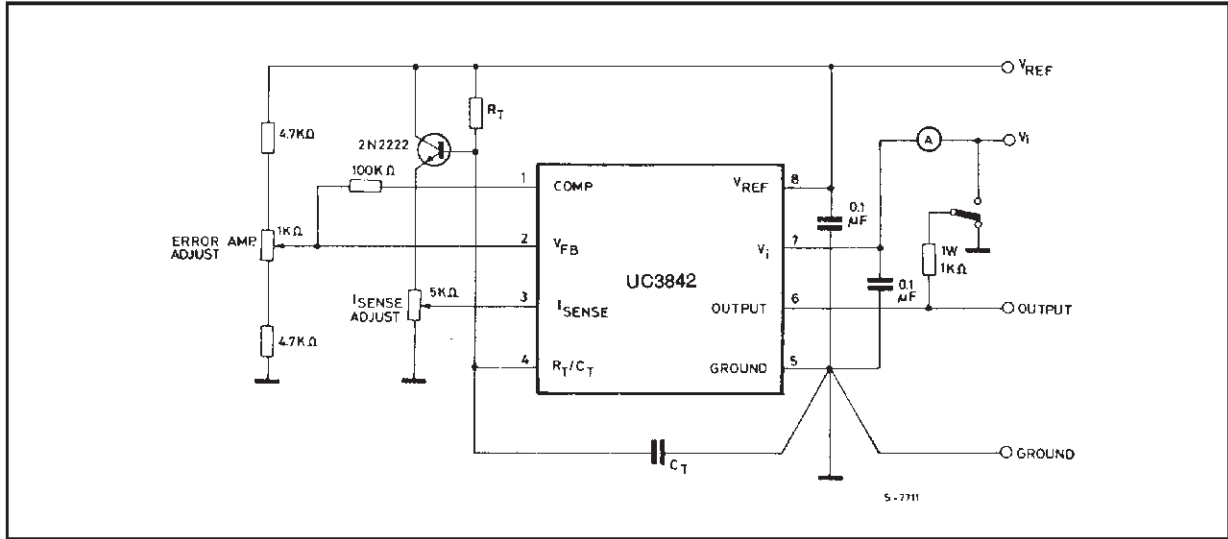 V_REF
R_T
V_i
A
4.7KΩ
2N2222
100KΩ
1 COMP
V_REF 8
0.1 μF
ERROR AMP. ADJUST
1KΩ
2 V_FB
V_i 7
1W 1KΩ
UC3842
0.1 μF
I_SENSE ADJUST
5KΩ
3 I_SENSE
OUTPUT 6
OUTPUT
4.7KΩ
4 R_T/C_T
GROUND 5
C_T
GROUND
S-7711